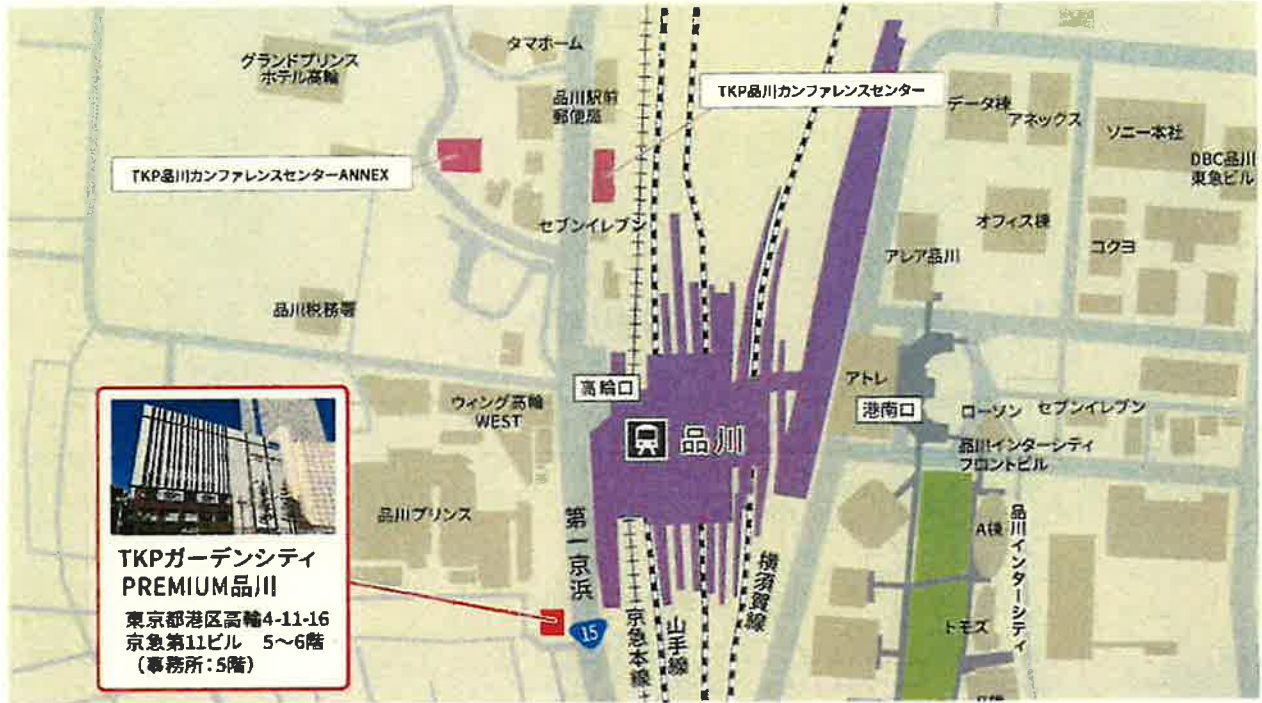 グランドプリンス
ホテル高輪
タマホーム
品川駅前
郵便局
TKP品川カンファレンスセンター
TKP品川カンファレンスセンターANNEX
セブンイレブン
データ棟
アネックス
ソニー本社
DBC品川
東急ビル
オフィス棟
コクヨ
アレア品川
品川税務署
高輪口
ウィング高輪
WEST
品川
アトレ
港南口
ローソン
セブンイレブン
品川インターシティ
フロントビル
品川プリンス
第一京浜
15
京急本線
山手線
横須賀線
A棟
品川インターシティ
トモズ
TKPガーデンシティ
PREMIUM品川
東京都港区高輪4-11-16
京急第11ビル 5～6階
(事務所:5階)